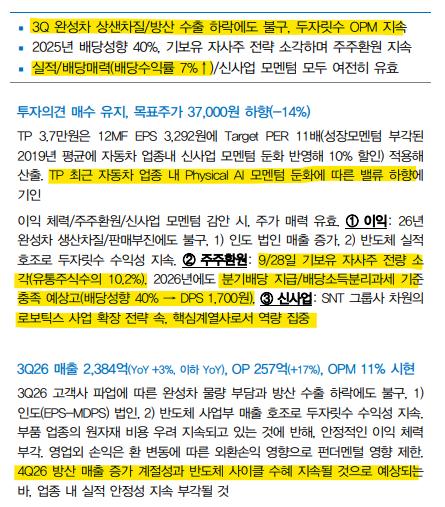 3Q 완성차 상샌차질/방산 수출 하락에도 불구, 두자릿수 OPM 지속
2025년 배당성향 40%, 기보유 자사주 전량 소각하며 주주환원 지속
실적/배당매력(배당수익률 7%↑)/신사업 모멘텀 모두 여전히 유효
투자의견 매수 유지, 목표주가 37,000원 하향(-14%)
TP 3.7만원은 12MF EPS 3,292원에 Target PER 11배(성장모멘텀 부각된
2019년 평균에 자동차 업종내 신사업 모멘텀 둔화 반영해 10% 할인) 적용해
산출. TP 최근 자동차 업종 내 Physical AI 모멘텀 둔화에 따른 밸류 하향에
기인
이익 체력/주주환원/신사업 모멘텀 감안 시, 주가 매력 유효. ① 이익: 26년
완성차 생산차질/판매부진에도 불구, 1) 인도 법인 매출 증가, 2) 반도체 실적
호조로 두자릿수 수익성 지속. ② 주주환원: 9/28일 기보유 자사주 전량 소
각(유통주식수의 10.2%). 2026년에도 분기배당 지급/배당소득분리과세 기준
충족 예상고(배당성향 40% → DPS 1,700원). ③ 신사업: SNT 그룹사 차원의
로보틱스 사업 확장 전략 속, 핵심계열사로서 역량 집중
3Q26 매출 2,384억(YoY +3%, 이하 YoY), OP 257억(+17%), OPM 11% 시현
3Q26 고객사 파업에 따른 완성차 물량 부담과 방산 수출 하락에도 불구, 1)
인도(EPS-MDPS) 법인, 2) 반도체 사업부 매출 호조로 두자릿수 수익성 지속.
부품 업종의 원자재 비용 우려 지속되고 있는 것에 반해, 안정적인 이익 체력
부각. 영업외 손익은 환 변동에 따른 외환손익 영향으로 펀더멘털 영향 제한.
4Q26 방산 매출 증가 계절성과 반도체 사이클 수혜 지속될 것으로 예상되는
바, 업종 내 실적 안정성 지속 부각될 것